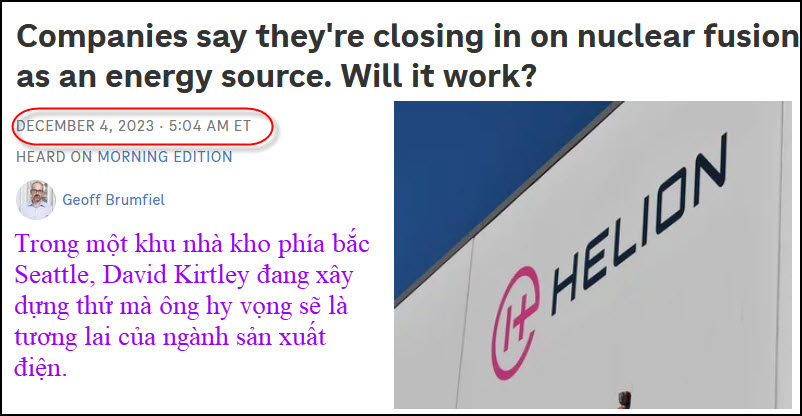 Companies say they're closing in on nuclear fusion
as an energy source. Will it work?
DECEMBER 4, 2023 · 5:04 AM ET
HEARD ON MORNING EDITION
Geoff Brumfiel
Trong một khu nhà kho phía bắc
Seattle, David Kirtley đang xây
dựng thứ mà ông hy vọng sẽ là
tương lai của ngành sản xuất
điện.
HELION